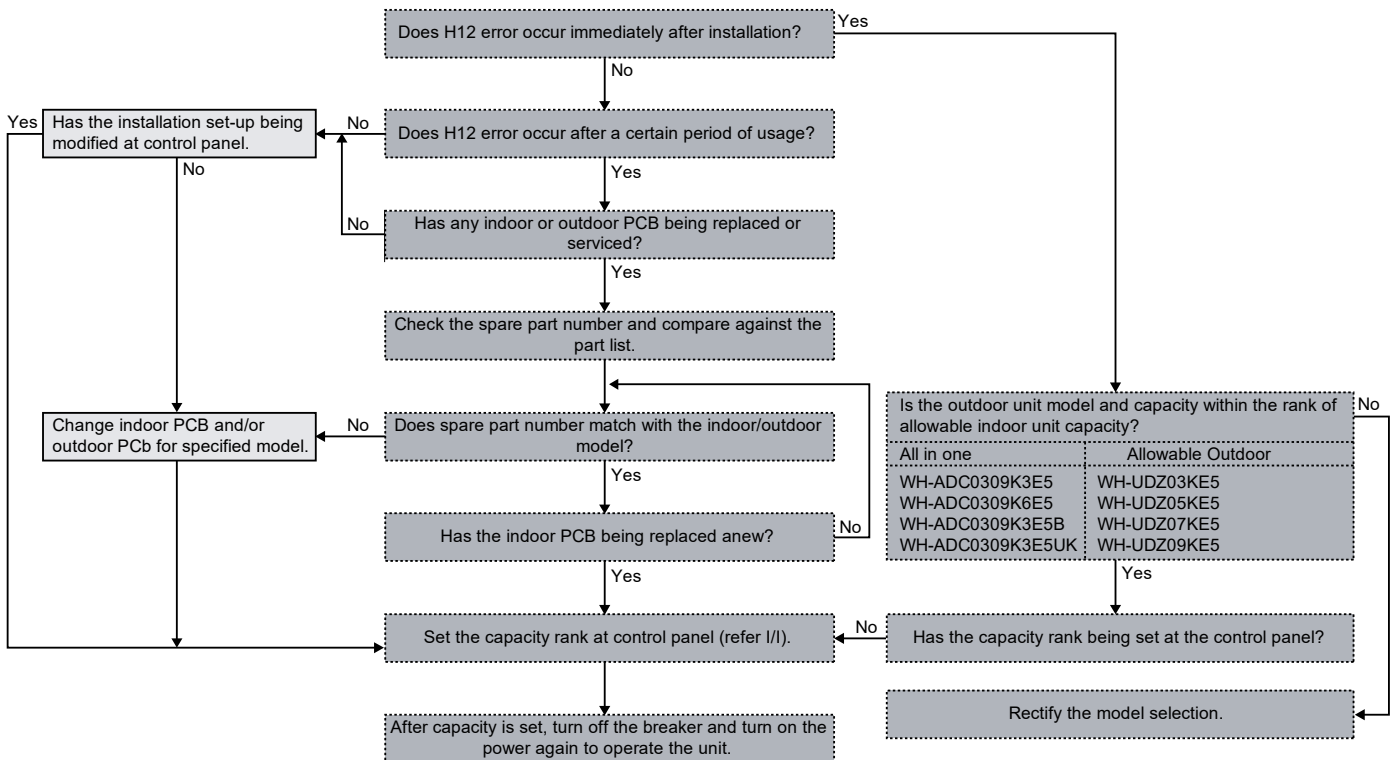 Does H12 error occur immediately after installation?
Yes
No
Yes
Has the installation set-up being
modified at control panel.
No
Does H12 error occur after a certain period of usage?
No
Yes
No
Has any indoor or outdoor PCB being replaced or
serviced?
Yes
Check the spare part number and compare against the
part list.
Change indoor PCB and/or
outdoor PCb for specified model.
No
Does spare part number match with the indoor/outdoor
model?
Yes
Has the indoor PCB being replaced anew?
No
Yes
Is the outdoor unit model and capacity within the rank of
allowable indoor unit capacity?
No
All in one Allowable Outdoor
WH-ADC0309K3E5 WH-UDZ03KE5
WH-ADC0309K6E5 WH-UDZ05KE5
WH-ADC0309K3E5B WH-UDZ07KE5
WH-ADC0309K3E5UK WH-UDZ09KE5
Yes
Set the capacity rank at control panel (refer I/I).
No
Has the capacity rank being set at the control panel?
After capacity is set, turn off the breaker and turn on the
power again to operate the unit.
Rectify the model selection.